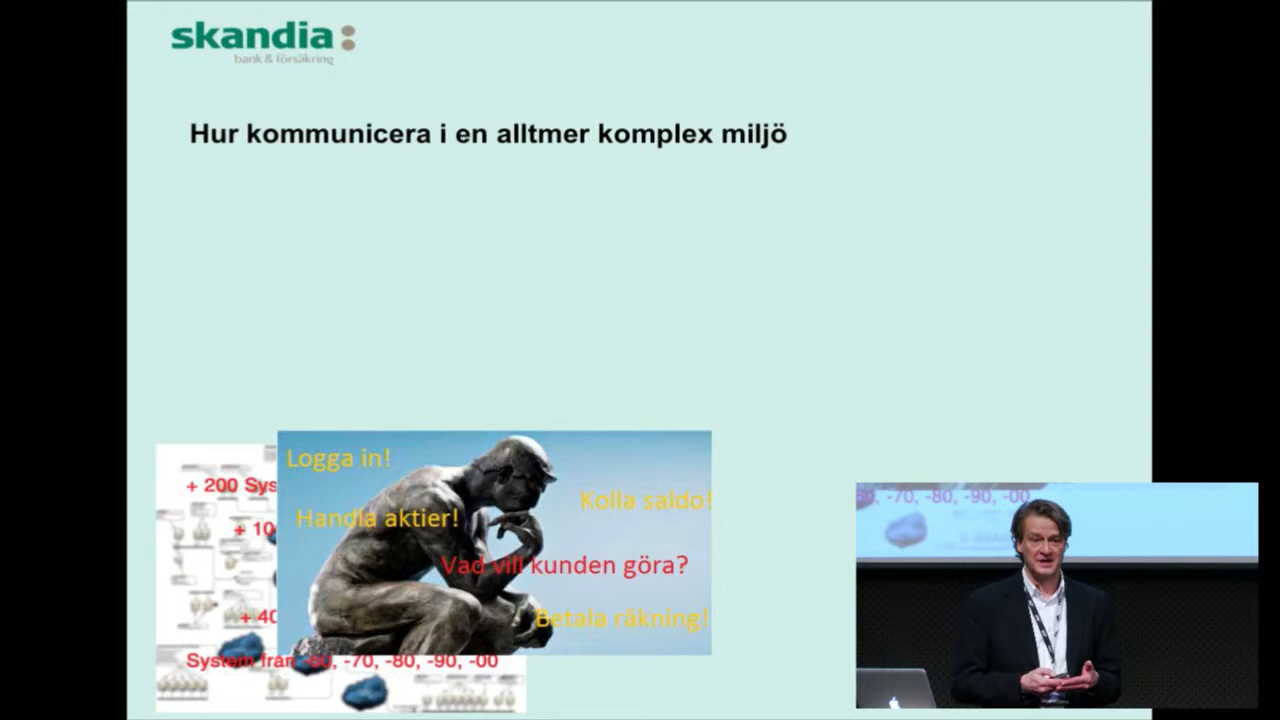 skandia:
bank & försäkring
Hur kommunicera i en alltmer komplex miljö
Logga in!
+ 200 Sys
Kolla saldo!
Handla aktier!
+ 10
Vad vill kunden göra?
+ 40
Betala räkning!
System från -60, -70, -80, -90, -00
-70, -80, -90, -00